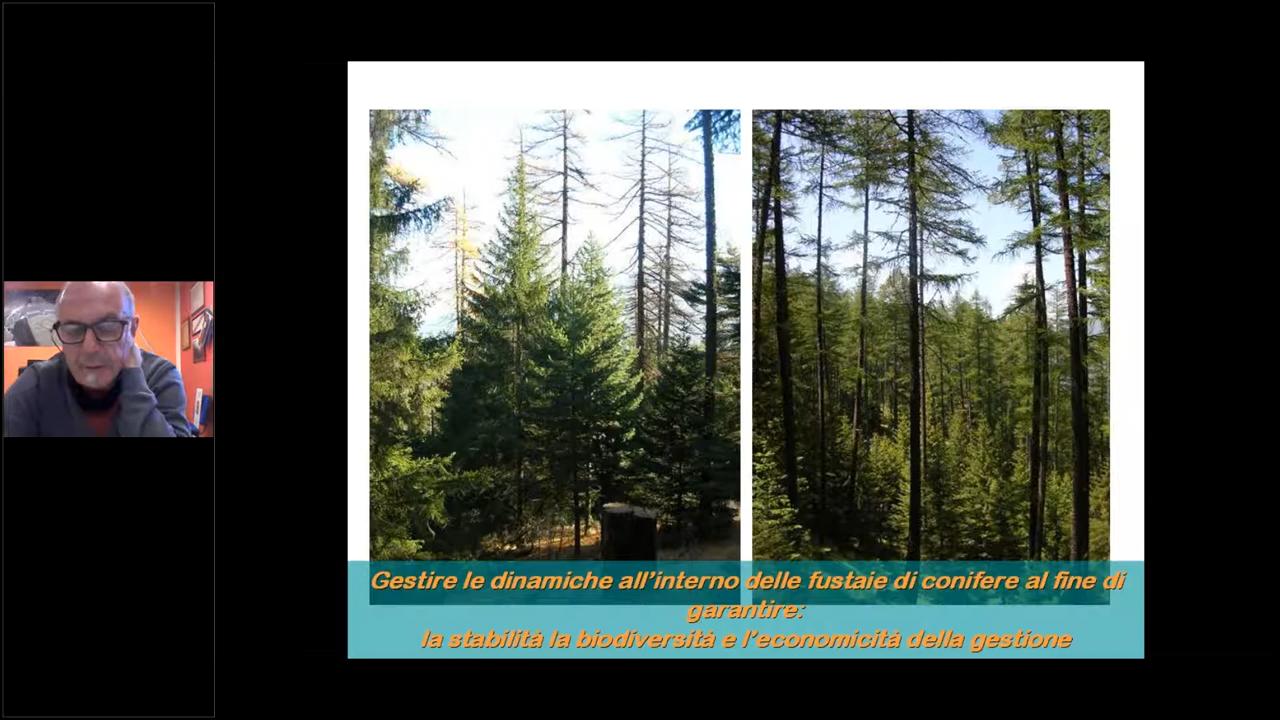 Gestire le dinamiche all'interno delle fustaie di conifere al fine di
garantire:
la stabilità la biodiversità e l'economicità della gestione